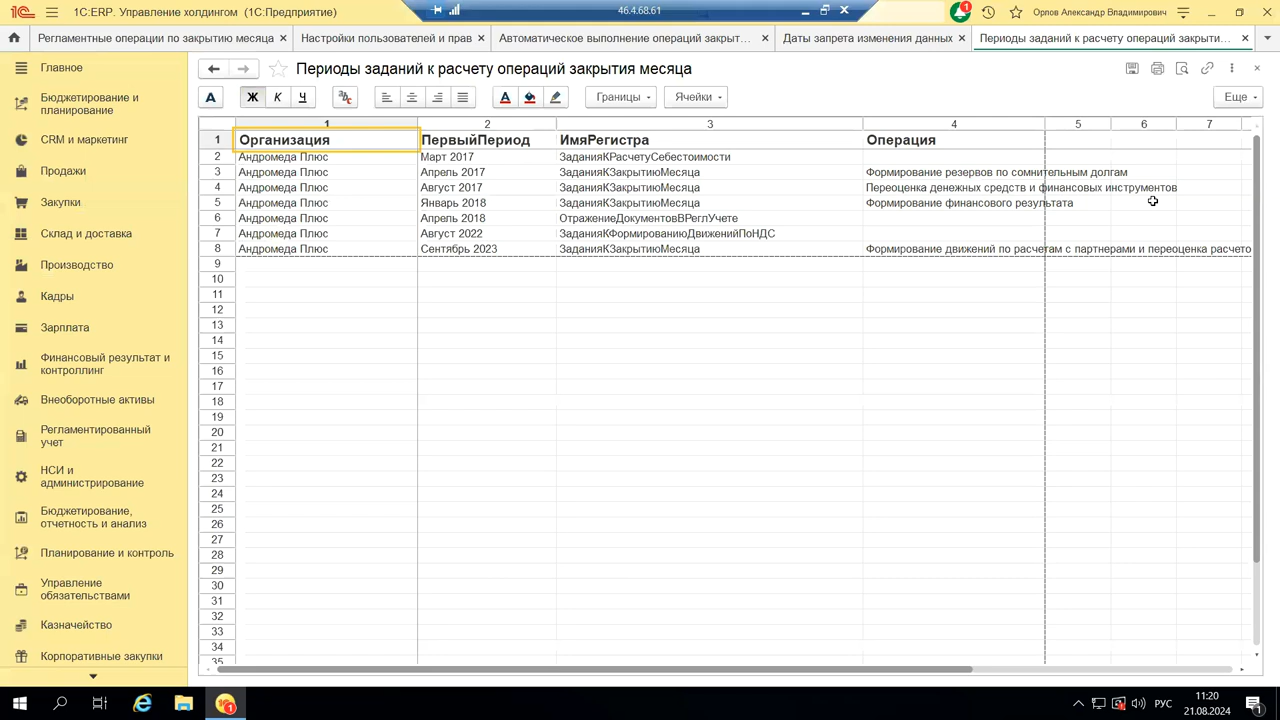 1С:ERP. Управление холдингом (1С:Предприятие)
46.4.68.61
1
Орлов Александр Владимирович
Регламентные операции по закрытию месяца
Настройки пользователей и прав
Автоматическое выполнение операций закрыт...
Даты запрета изменения данных
Периоды заданий к расчету операций закрытия...
Периоды заданий к расчету операций закрытия месяца
Ж К Ч Границы Ячейки Еще
1 2 3 4 5 6 7
1 Организация ПервыйПериод ИмяРегистра Операция
2 Андромеда Плюс Март 2017 ЗаданияКРасчетуСебестоимости
3 Андромеда Плюс Апрель 2017 ЗаданияКЗакрытиюМесяца Формирование резервов по сомнительным долгам
4 Андромеда Плюс Август 2017 ЗаданияКЗакрытиюМесяца Переоценка денежных средств и финансовых инструментов
5 Андромеда Плюс Январь 2018 ЗаданияКЗакрытиюМесяца Формирование финансового результата
6 Андромеда Плюс Апрель 2018 ОтражениеДокументовВРеглУчете
7 Андромеда Плюс Август 2022 ЗаданияКФормированиюДвиженийПоНДС
8 Андромеда Плюс Сентябрь 2023 ЗаданияКЗакрытиюМесяца Формирование движений по расчетам с партнерами и переоценка расчето
9
10
11
12
13
14
15
16
17
18
19
20
21
22
23
24
25
26
27
28
29
30
31
32
33
34
35
Главное
Бюджетирование и
планирование
CRM и маркетинг
Продажи
Закупки
Склад и доставка
Производство
Кадры
Зарплата
Финансовый результат и
контроллинг
Внеоборотные активы
Регламентированный
учет
НСИ и
администрирование
Бюджетирование,
отчетность и анализ
Планирование и контроль
Управление
обязательствами
Казначейство
Корпоративные закупки
РУС
11:20
21.08.2024
1